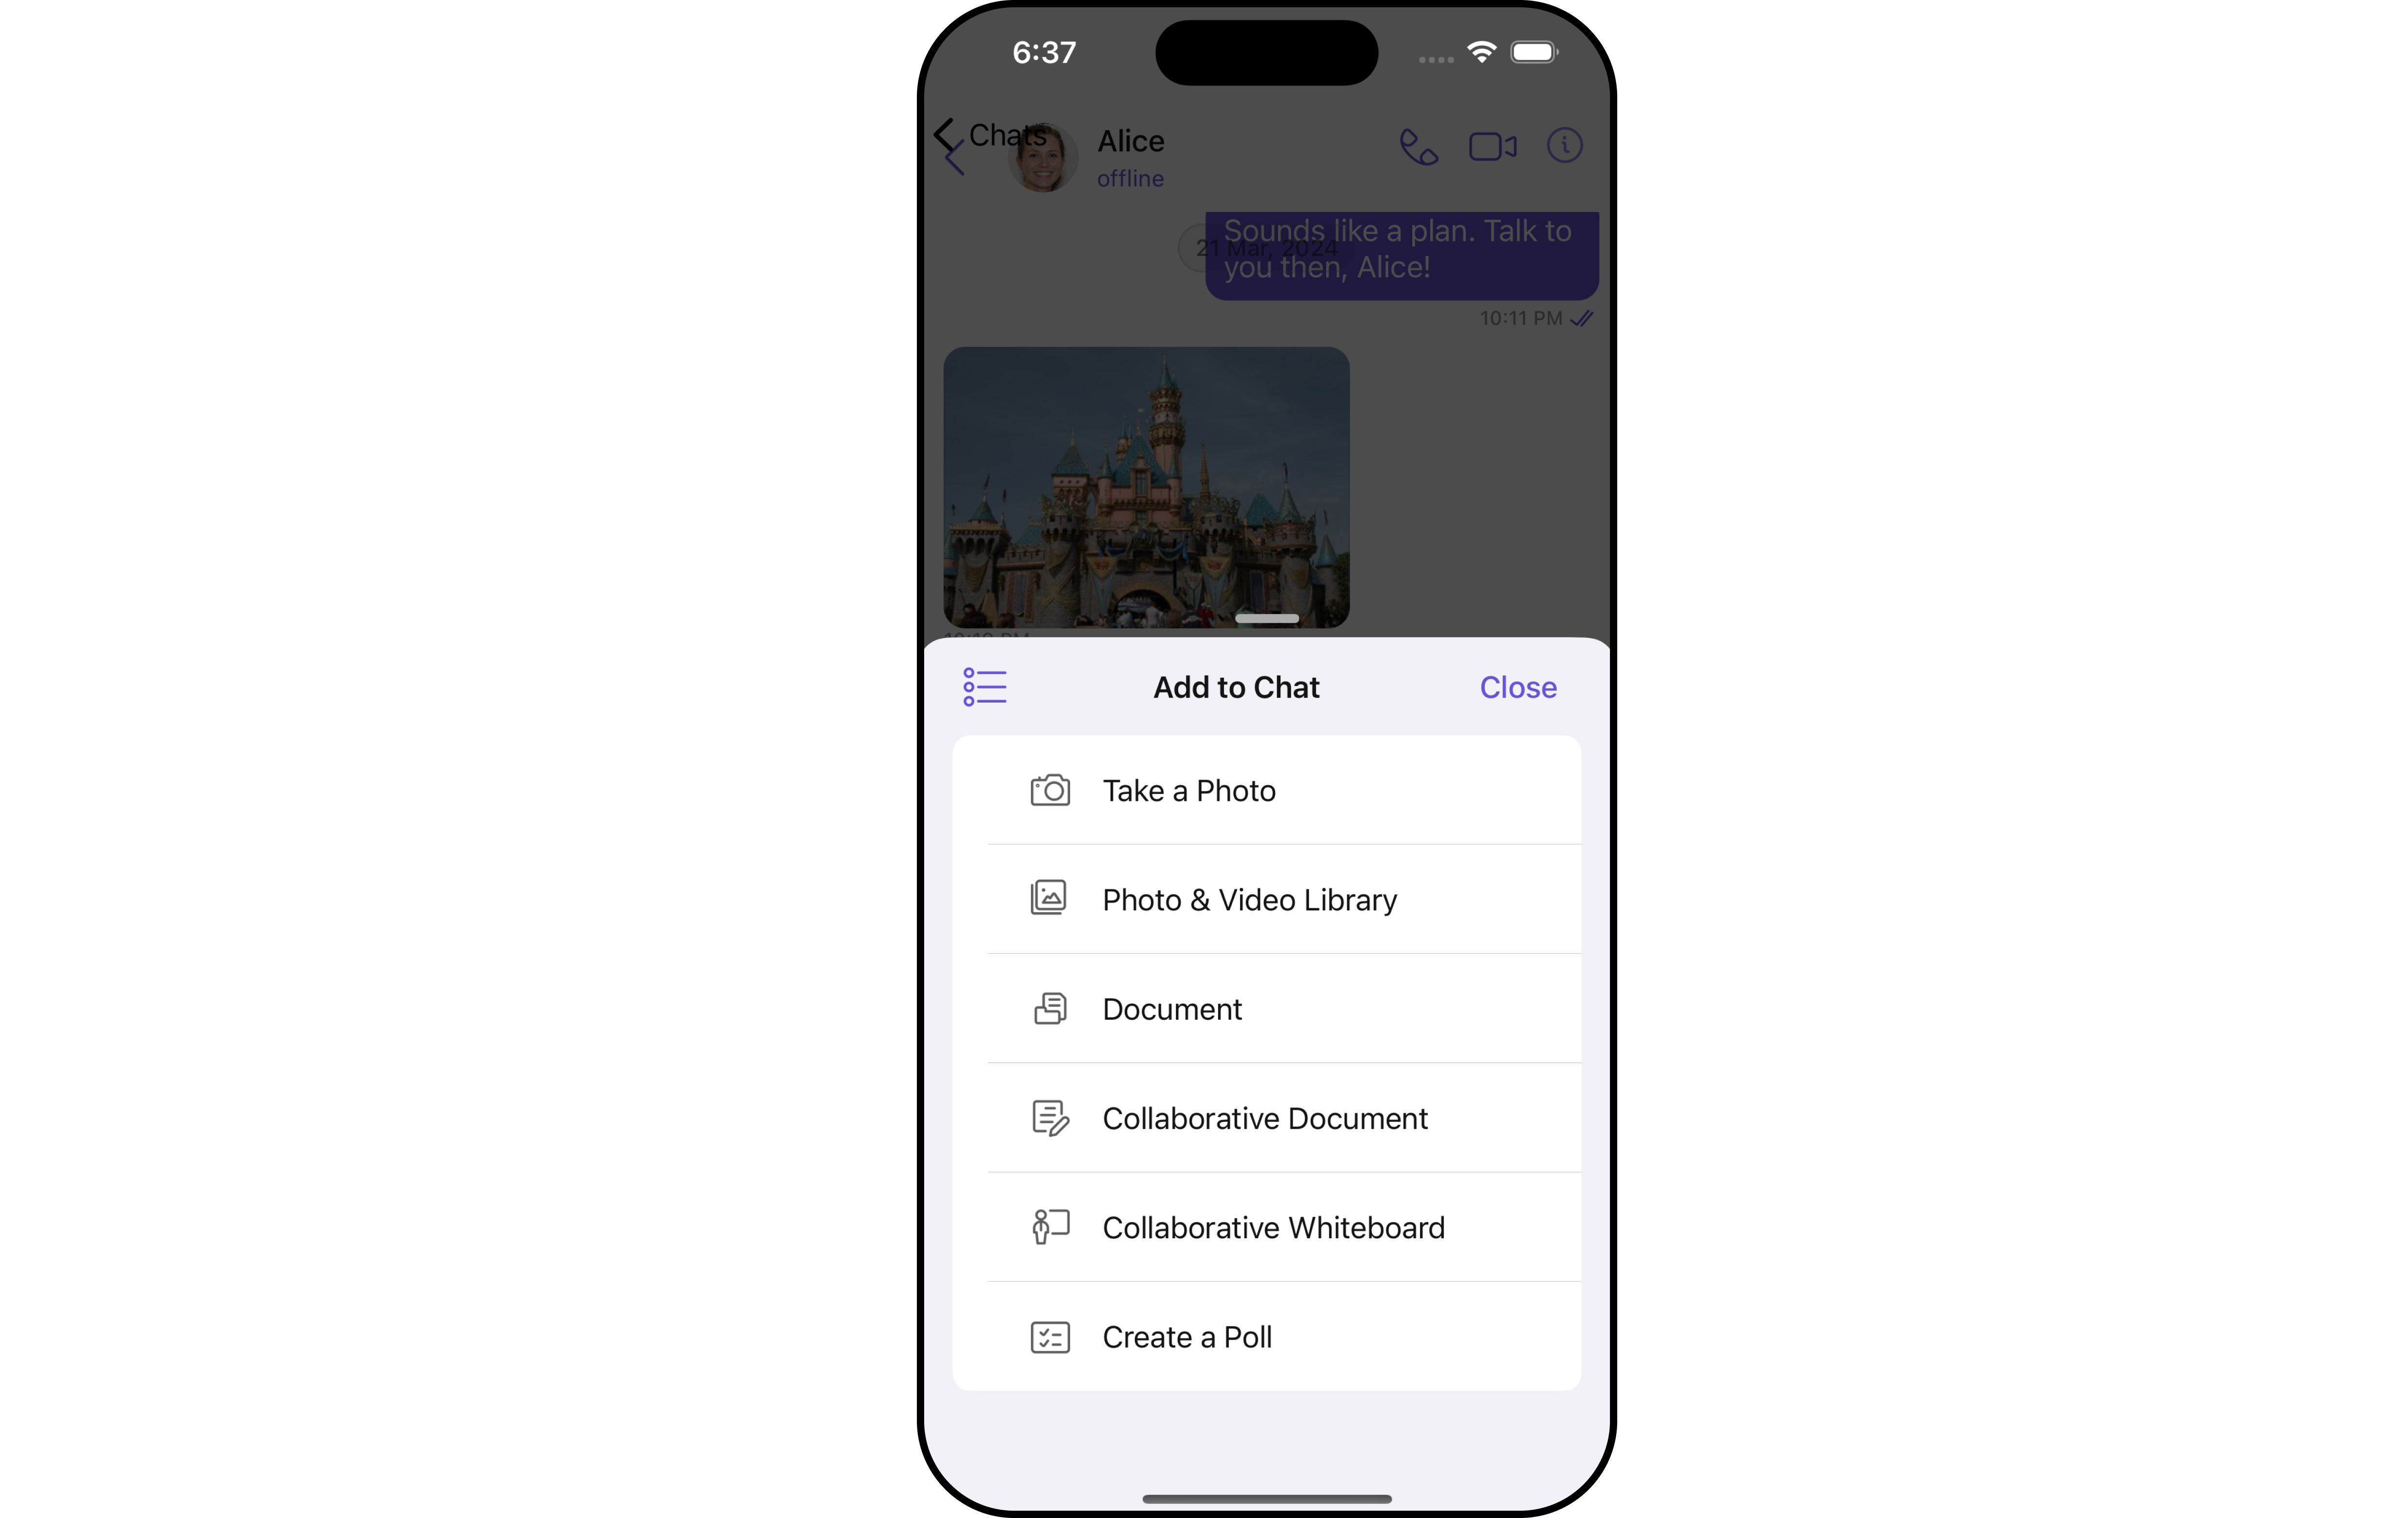 6:37
Chats
Alice
offline
21 Mar, 2024
Sounds like a plan. Talk to
you then, Alice!
10:11 PM
Add to Chat
Close
Take a Photo
Photo & Video Library
Document
Collaborative Document
Collaborative Whiteboard
Create a Poll